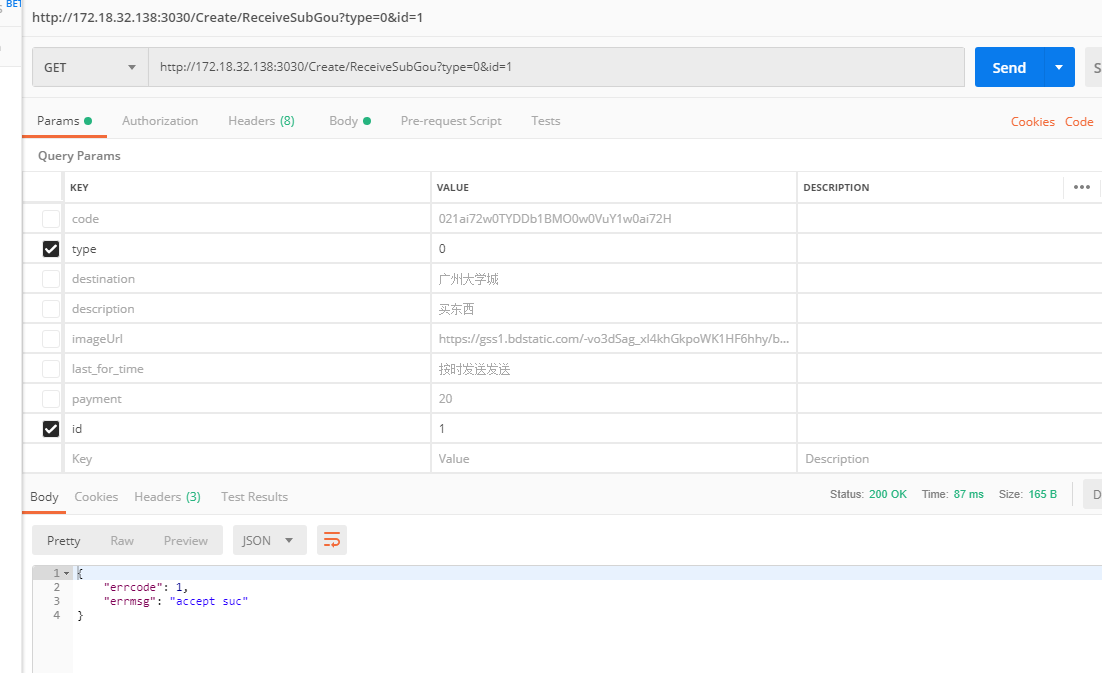 BET
http://172.18.32.138:3030/Create/ReceiveSubGou?type=0&id=1
GET http://172.18.32.138:3030/Create/ReceiveSubGou?type=0&id=1 Send S
Params Authorization Headers (8) Body Pre-request Script Tests Cookies Code
Query Params
KEY VALUE DESCRIPTION
code 021ai72w0TYDDb1BMO0w0VuY1w0ai72H
type 0
destination 广州大学城
description 买东西
imageUrl https://gss1.bdstatic.com/-vo3dSag_xI4khGkpoWK1HF6hhy/b...
last_for_time 按时发送发送
payment 20
id 1
Key Value Description
Body Cookies Headers (3) Test Results Status: 200 OK Time: 87 ms Size: 165 B D
Pretty Raw Preview JSON
1 {
2 "errcode": 1,
3 "errmsg": "accept suc"
4 }